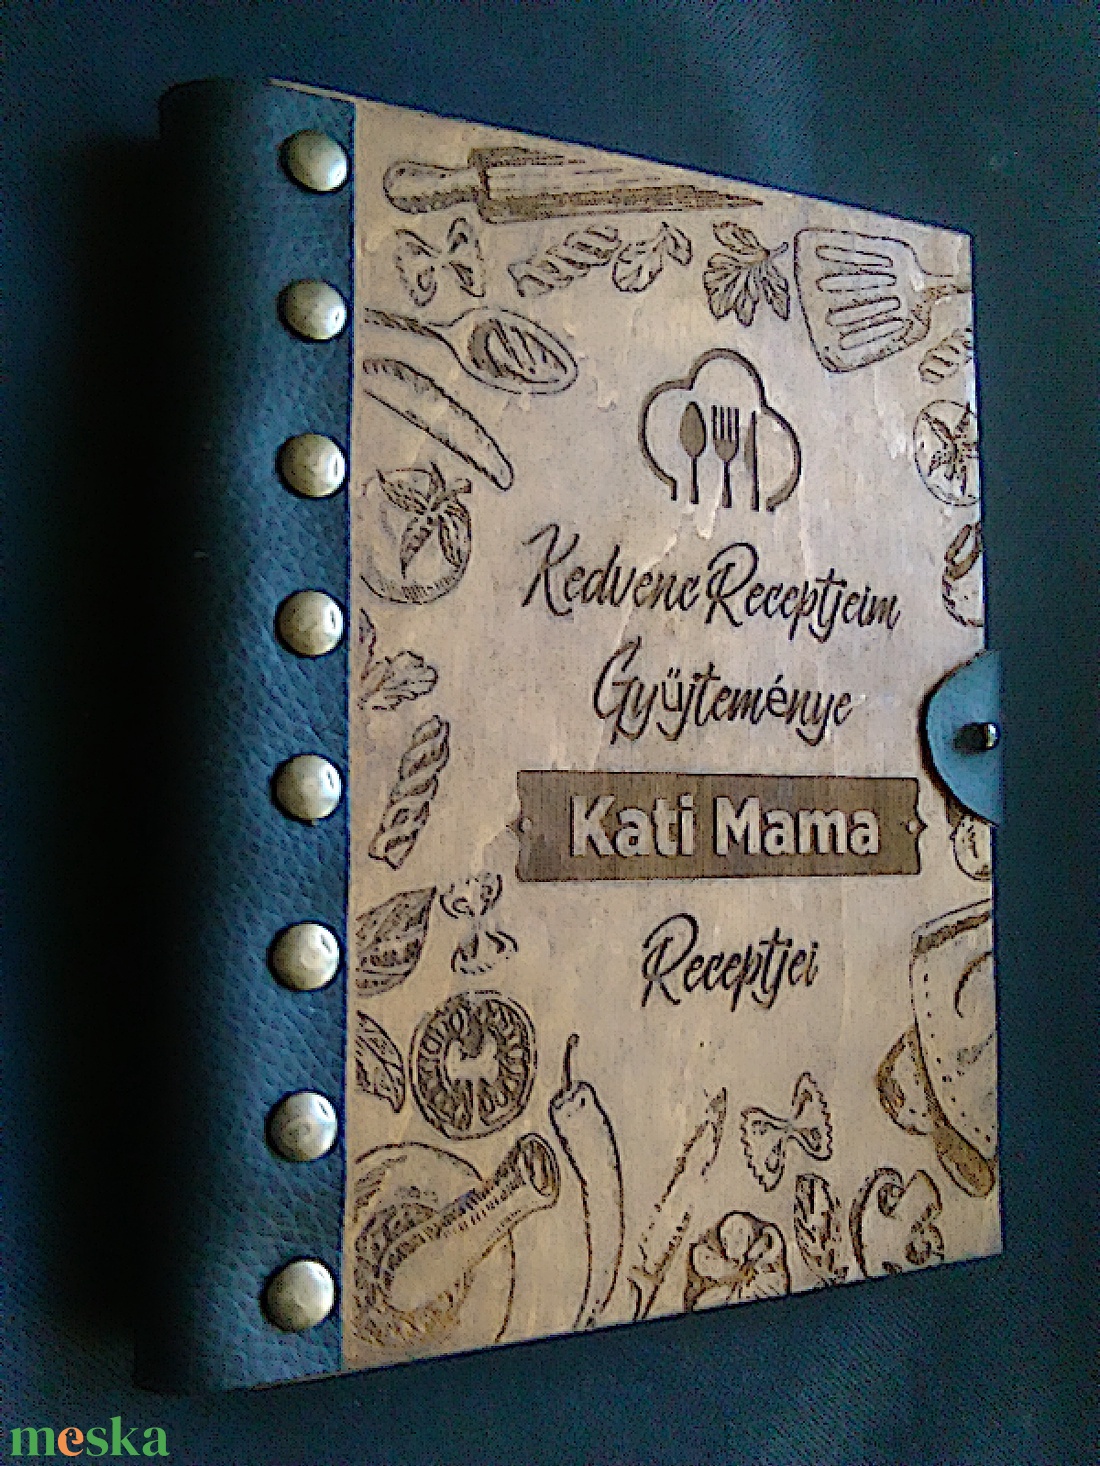 Kedvenc Receptjeim
Gyűjteménye
Kati Mama
Receptjei
meska